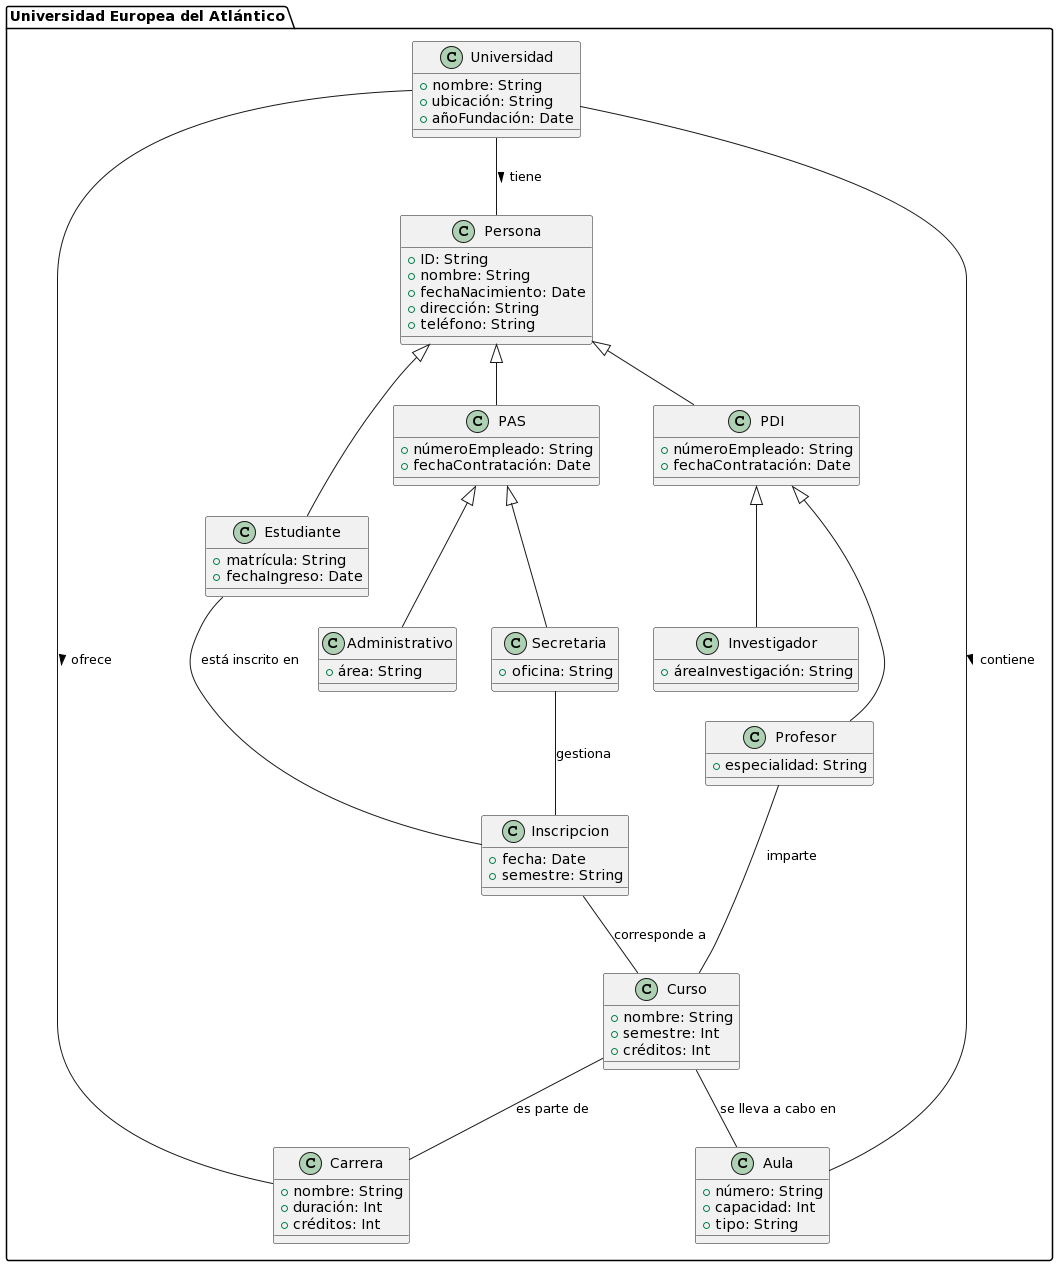 Universidad Europea del Atlántico
C Universidad
nombre: String
ubicación: String
añoFundación: Date
tiene
C Persona
ID: String
nombre: String
fechaNacimiento: Date
dirección: String
teléfono: String
C PAS
númeroEmpleado: String
fechaContratación: Date
C PDI
númeroEmpleado: String
fechaContratación: Date
C Estudiante
matrícula: String
fechaIngreso: Date
C Administrativo
área: String
C Secretaria
oficina: String
C Investigador
áreaInvestigación: String
ofrece
está inscrito en
contiene
C Profesor
especialidad: String
gestiona
C Inscripcion
fecha: Date
semestre: String
imparte
corresponde a
C Curso
nombre: String
semestre: Int
créditos: Int
es parte de
se lleva a cabo en
C Carrera
nombre: String
duración: Int
créditos: Int
C Aula
número: String
capacidad: Int
tipo: String